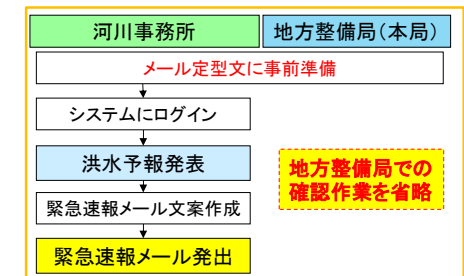 河川事務所
地方整備局(本局)
メール定型文に事前準備
システムにログイン
洪水予報発表
地方整備局での
確認作業を省略
緊急速報メール文案作成
緊急速報メール発出